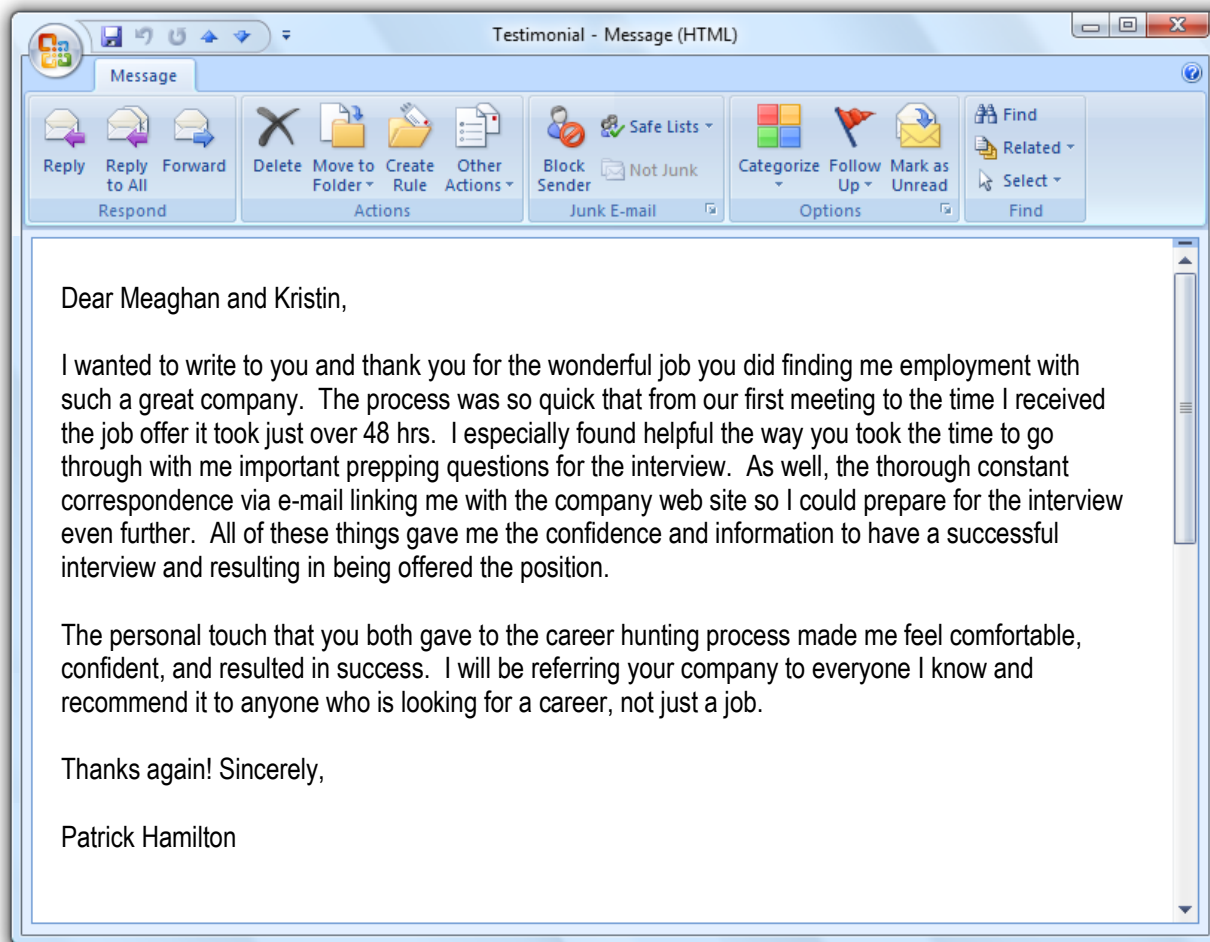 Testimonial - Message (HTML)
Message
Reply
Reply to All
Forward
Respond
Delete
Move to Folder
Create Rule
Other Actions
Actions
Block Sender
Safe Lists
Not Junk
Junk E-mail
Categorize
Follow Up
Mark as Unread
Options
Find
Related
Select
Find
Dear Meaghan and Kristin,
I wanted to write to you and thank you for the wonderful job you did finding me employment with
such a great company.  The process was so quick that from our first meeting to the time I received
the job offer it took just over 48 hrs.  I especially found helpful the way you took the time to go
through with me important prepping questions for the interview.  As well, the thorough constant
correspondence via e-mail linking me with the company web site so I could prepare for the interview
even further.  All of these things gave me the confidence and information to have a successful
interview and resulting in being offered the position.
The personal touch that you both gave to the career hunting process made me feel comfortable,
confident, and resulted in success.  I will be referring your company to everyone I know and
recommend it to anyone who is looking for a career, not just a job.
Thanks again! Sincerely,
Patrick Hamilton